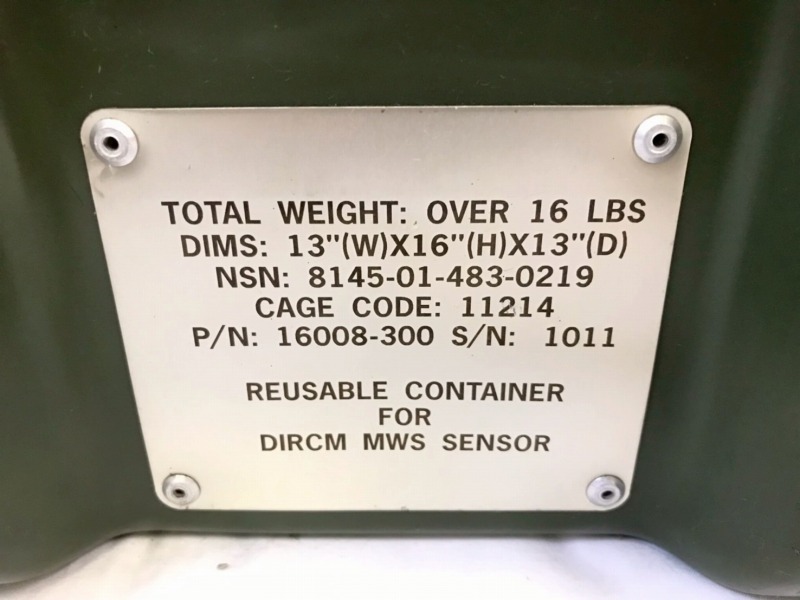 TOTAL WEIGHT: OVER 16 LBS
DIMS: 13"(W)X16"(H)X13"(D)
NSN: 8145-01-483-0219
CAGE CODE: 11214
P/N: 16008-300 S/N: 1011
REUSABLE CONTAINER
FOR
DIRCM MWS SENSOR